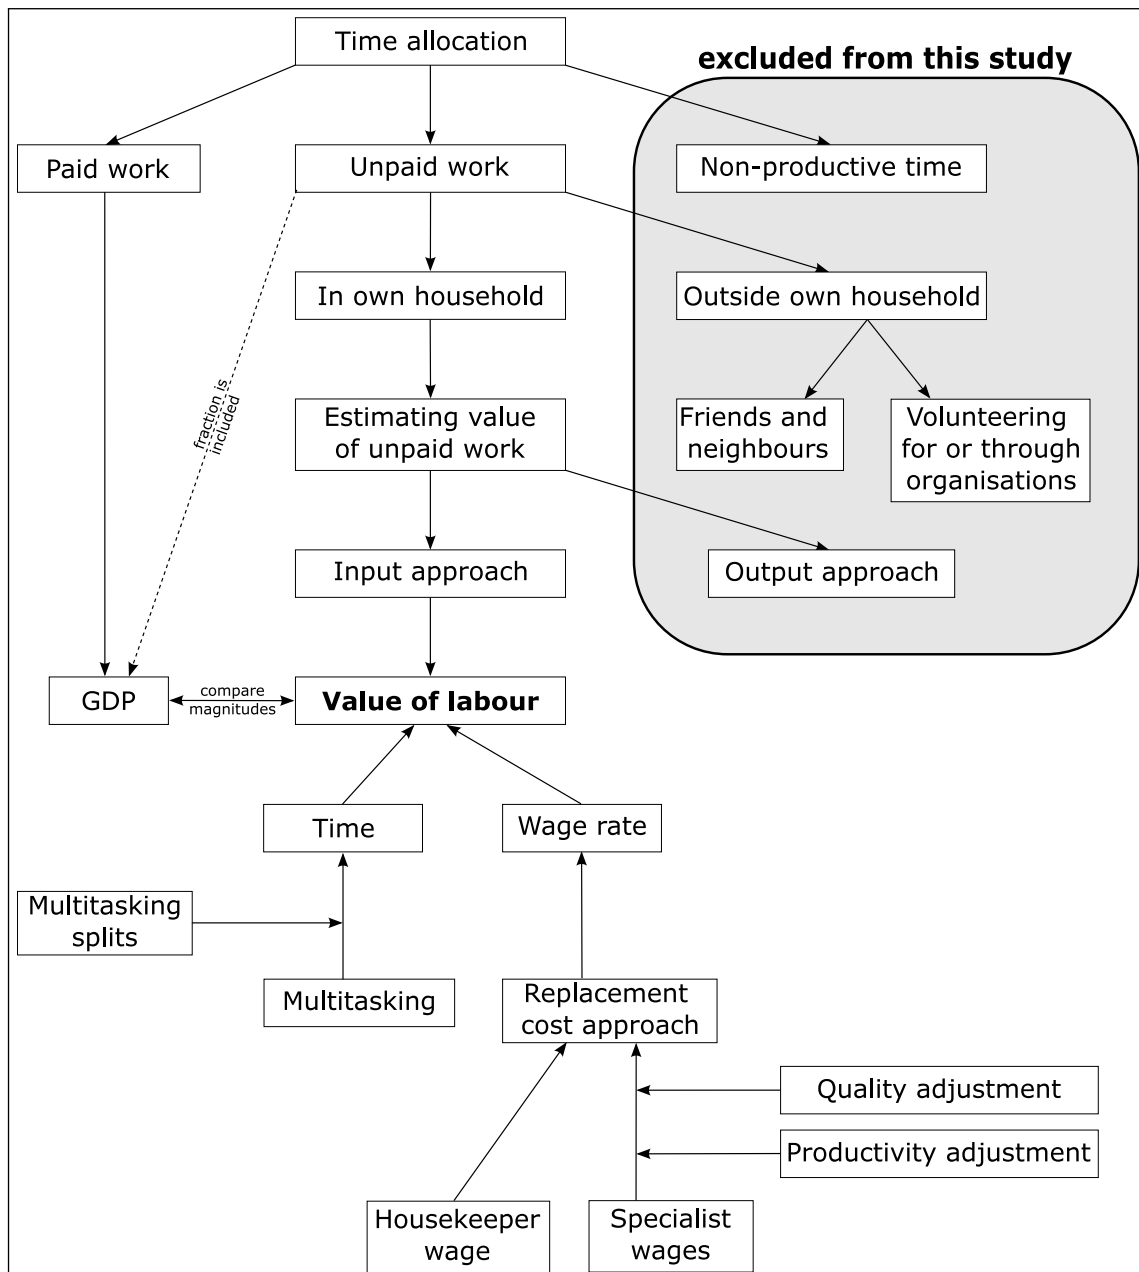 Time allocation
excluded from this study
Paid work
Unpaid work
Non-productive time
In own household
Outside own household
fraction is
included
Estimating value
of unpaid work
Friends and
neighbours
Volunteering
for or through
organisations
Input approach
Output approach
GDP
compare
magnitudes
Value of labour
Time
Wage rate
Multitasking
splits
Multitasking
Replacement
cost approach
Quality adjustment
Productivity adjustment
Housekeeper
wage
Specialist
wages